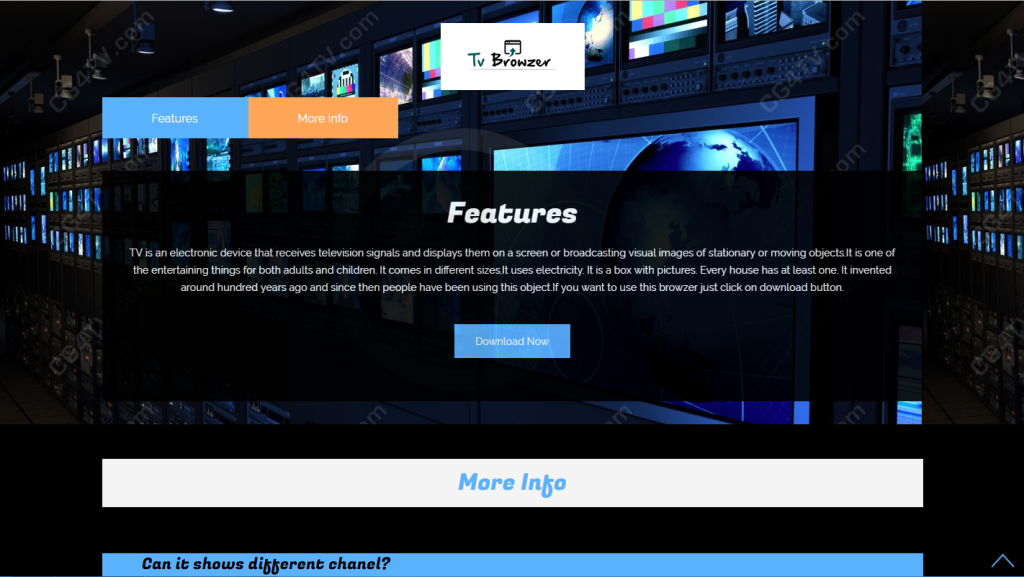 CG4TV.com
Tv Browzer
Features
More Info
Features
TV is an electronic device that receives television signals and displays them on a screen or broadcasting visual images of stationary or moving objects.It is one of
the entertaining things for both adults and children. It comes in different sizes.It uses electricity. It is a box with pictures. Every house has at least one. It invented
around hundred years ago and since then people have been using this object.If you want to use this browzer just click on download button.
Download Now
More Info
Can it shows different chanel?